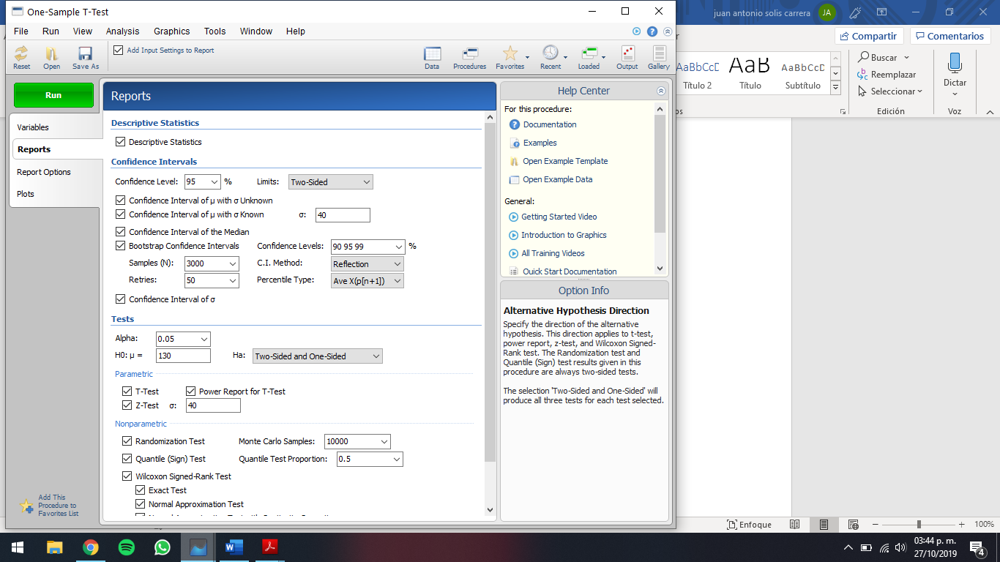 One-Sample T-Test
juan antonio solis carrera JA
File Run View Analysis Graphics Tools Window Help
Compartir Comentarios
Reset Open Save As Add Input Settings to Report Data Procedures Favorites Recent Loaded Output Gallery
AaBbCcC AaB AaBbCcD
Título 2 Título Subtítulo
Buscar
Reemplazar
Seleccionar
Edición
Dictar
Voz
Run
Variables
Reports
Report Options
Plots
Add This
Procedure to
Favorites List
Reports
Descriptive Statistics
Descriptive Statistics
Confidence Intervals
Confidence Level: 95 % Limits: Two-Sided
Confidence Interval of μ with σ Unknown
Confidence Interval of μ with σ Known σ: 40
Confidence Interval of the Median
Bootstrap Confidence Intervals Confidence Levels: 90 95 99 %
Samples (N): 3000 C.I. Method: Reflection
Retries: 50 Percentile Type: Ave X(p[n+1])
Confidence Interval of σ
Tests
Alpha: 0.05
H0: μ = 130 Ha: Two-Sided and One-Sided
Parametric
T-Test Power Report for T-Test
Z-Test σ: 40
Nonparametric
Randomization Test Monte Carlo Samples: 10000
Quantile (Sign) Test Quantile Test Proportion: 0.5
Wilcoxon Signed-Rank Test
Exact Test
Normal Approximation Test
Help Center
For this procedure:
Documentation
Examples
Open Example Template
Open Example Data
General:
Getting Started Video
Introduction to Graphics
All Training Videos
Quick Start Documentation
Option Info
Alternative Hypothesis Direction
Specify the direction of the alternative
hypothesis. This direction applies to t-test,
power report, z-test, and Wilcoxon Signed-
Rank test. The Randomization test and
Quantile (Sign) test results given in this
procedure are always two-sided tests.
The selection 'Two-Sided and One-Sided' will
produce all three tests for each test selected.
Enfoque 100%
03:44 p. m.
27/10/2019
4